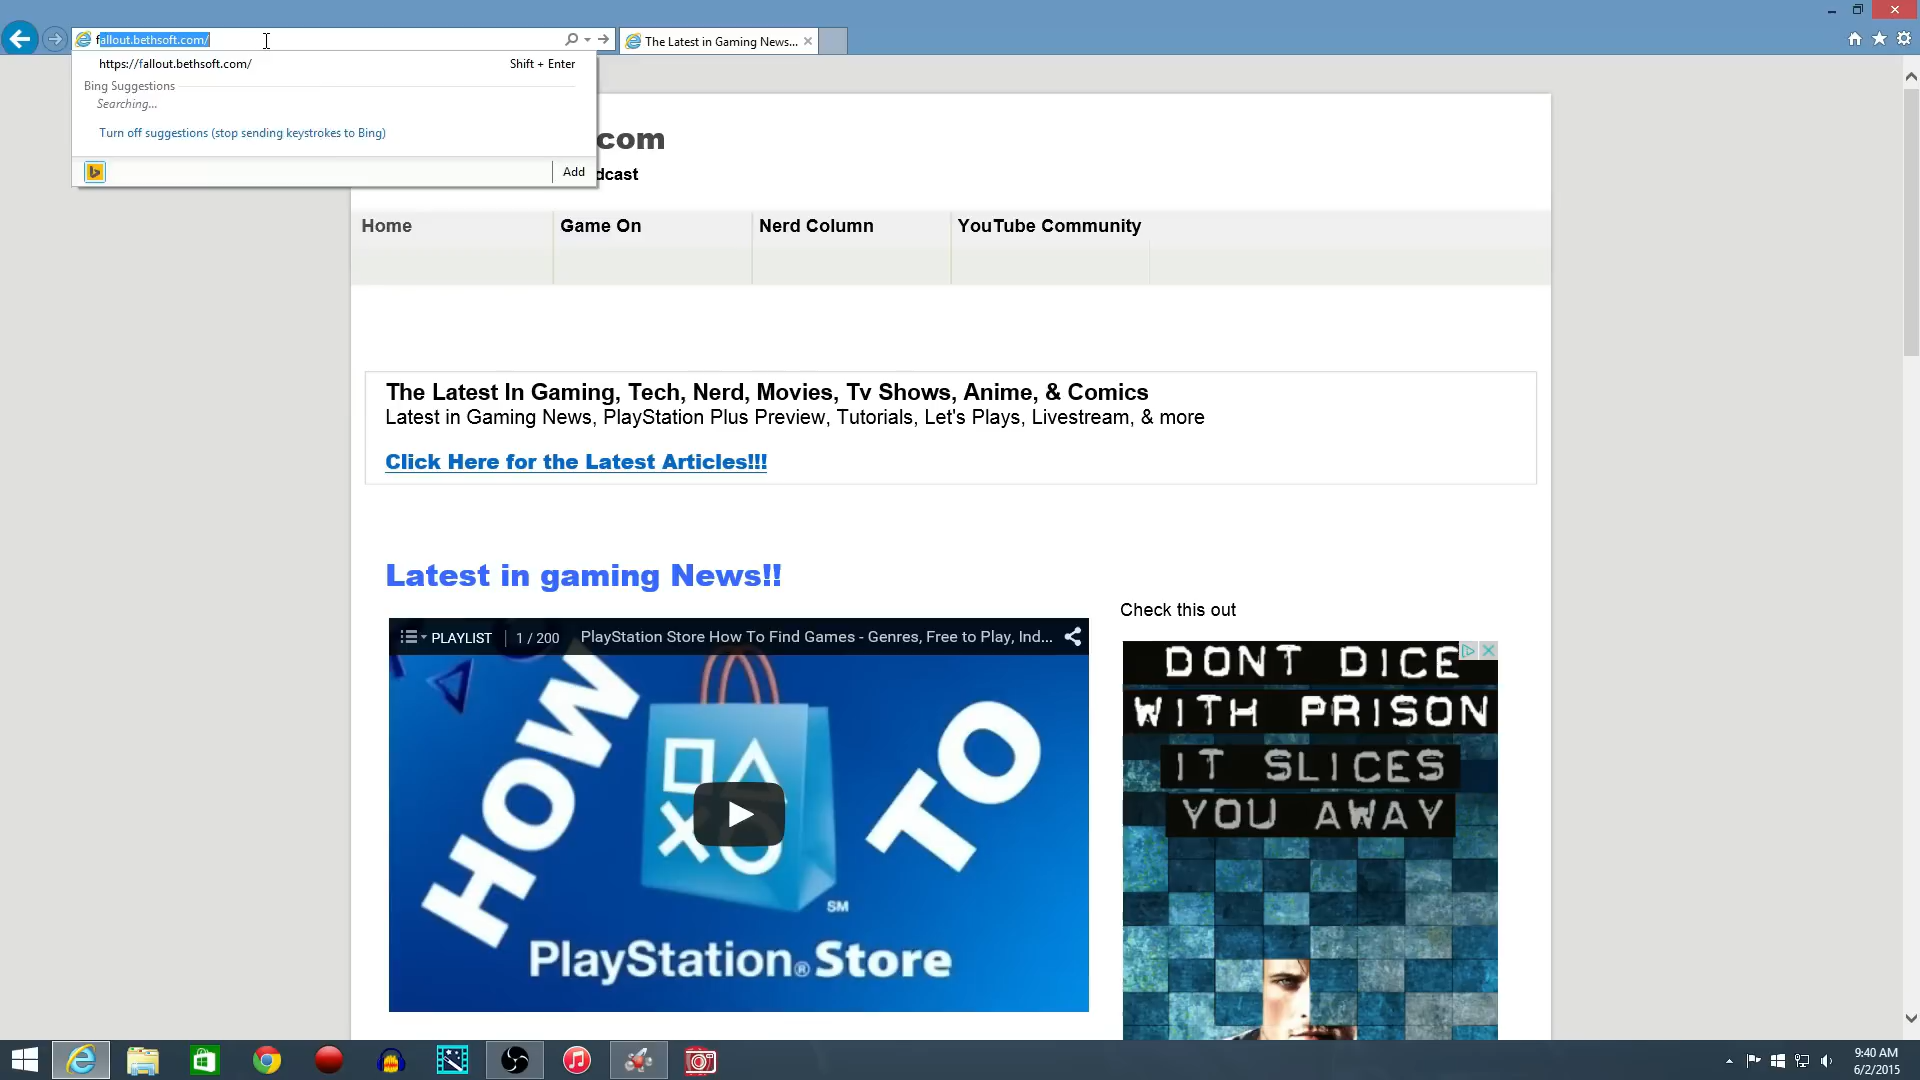 fallout.bethsoft.com/
The Latest in Gaming News...
https://fallout.bethsoft.com/
Shift + Enter
Bing Suggestions
Searching...
Turn off suggestions (stop sending keystrokes to Bing)
Add
.com
dcast
Home
Game On
Nerd Column
YouTube Community
The Latest In Gaming, Tech, Nerd, Movies, Tv Shows, Anime, & Comics
Latest in Gaming News, PlayStation Plus Preview, Tutorials, Let's Plays, Livestream, & more
Click Here for the Latest Articles!!!
Latest in gaming News!!
Check this out
PLAYLIST
1 / 200
PlayStation Store How To Find Games - Genres, Free to Play, Ind...
HOW
TO
SM
PlayStation®Store
DONT DICE
WITH PRISON
IT SLICES
YOU AWAY
9:40 AM
6/2/2015